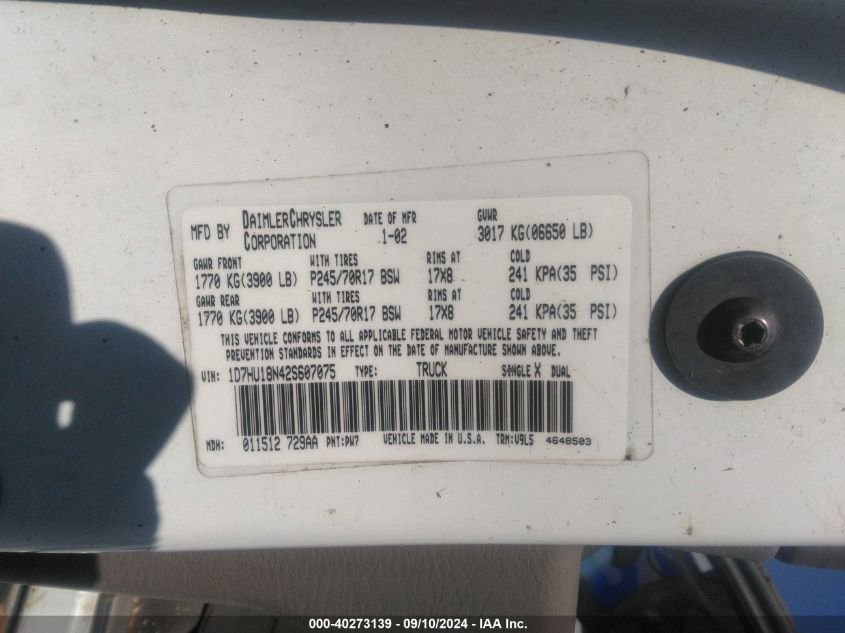 MFD BY DAIMLERCHRYSLER CORPORATION DATE OF MFR 1-02 GVWR 3017 KG(06650 LB)
GAWR FRONT WITH TIRES RIMS AT COLD
1770 KG(3900 LB) P245/70R17 BSW 17X8 241 KPA(35 PSI)
GAWR REAR WITH TIRES RIMS AT COLD
1770 KG(3900 LB) P245/70R17 BSW 17X8 241 KPA(35 PSI)
THIS VEHICLE CONFORMS TO ALL APPLICABLE FEDERAL MOTOR VEHICLE SAFETY AND THEFT
PREVENTION STANDARDS IN EFFECT ON THE DATE OF MANUFACTURE SHOWN ABOVE.
VIN: 1D7HU18N42S607075 TYPE: TRUCK SINGLE X DUAL
MDH: 011512 729AA PNT:PW7 VEHICLE MADE IN U.S.A. TRM:V9L5 4648503
000-40273139 - 09/10/2024 - IAA Inc.